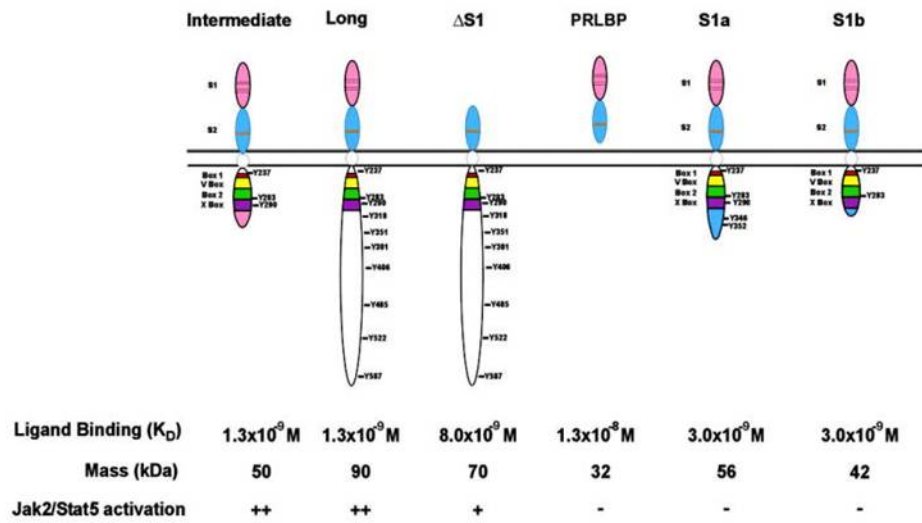 Intermediate Long ΔS1 PRLBP S1a S1b
S1 S1 S1
S2 S2 S2
Box 1 Y237 Y237 Y237 Box 1 Y237 Box 1 Y237
V Box V Box V Box
Box 2 Y283 Y283 Y283 Box 2 Y283 Box 2 Y283
X Box Y290 Y290 Y290 X Box Y290 X Box
Y318 Y318
Y346
Y351 Y351 Y352
Y381 Y381
Y406 Y406
Y485 Y485
Y522 Y522
Y587 Y587
Ligand Binding (KD) 1.3x10-9 M 1.3x10-9 M 8.0x10-9 M 1.3x10-8 M 3.0x10-9 M 3.0x10-9 M
Mass (kDa) 50 90 70 32 56 42
Jak2/Stat5 activation ++ ++ + - - -